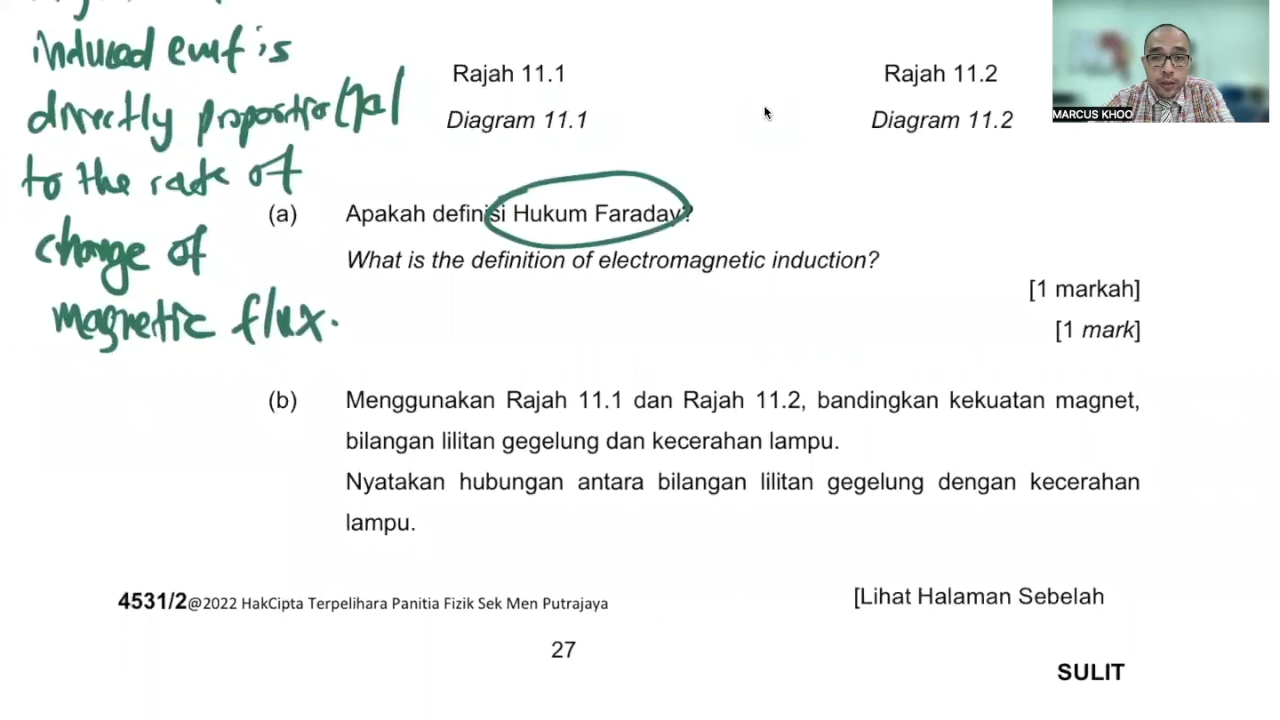 induced emf is
directly proportional
to the rate of
change of
magnetic flux.
MARCUS KHOO
Rajah 11.1
Diagram 11.1
Rajah 11.2
Diagram 11.2
(a) Apakah definisi Hukum Faraday?
What is the definition of electromagnetic induction?
[1 markah]
[1 mark]
(b) Menggunakan Rajah 11.1 dan Rajah 11.2, bandingkan kekuatan magnet,
bilangan lilitan gegelung dan kecerahan lampu.
Nyatakan hubungan antara bilangan lilitan gegelung dengan kecerahan
lampu.
4531/2@2022 HakCipta Terpelihara Panitia Fizik Sek Men Putrajaya
[Lihat Halaman Sebelah
27
SULIT